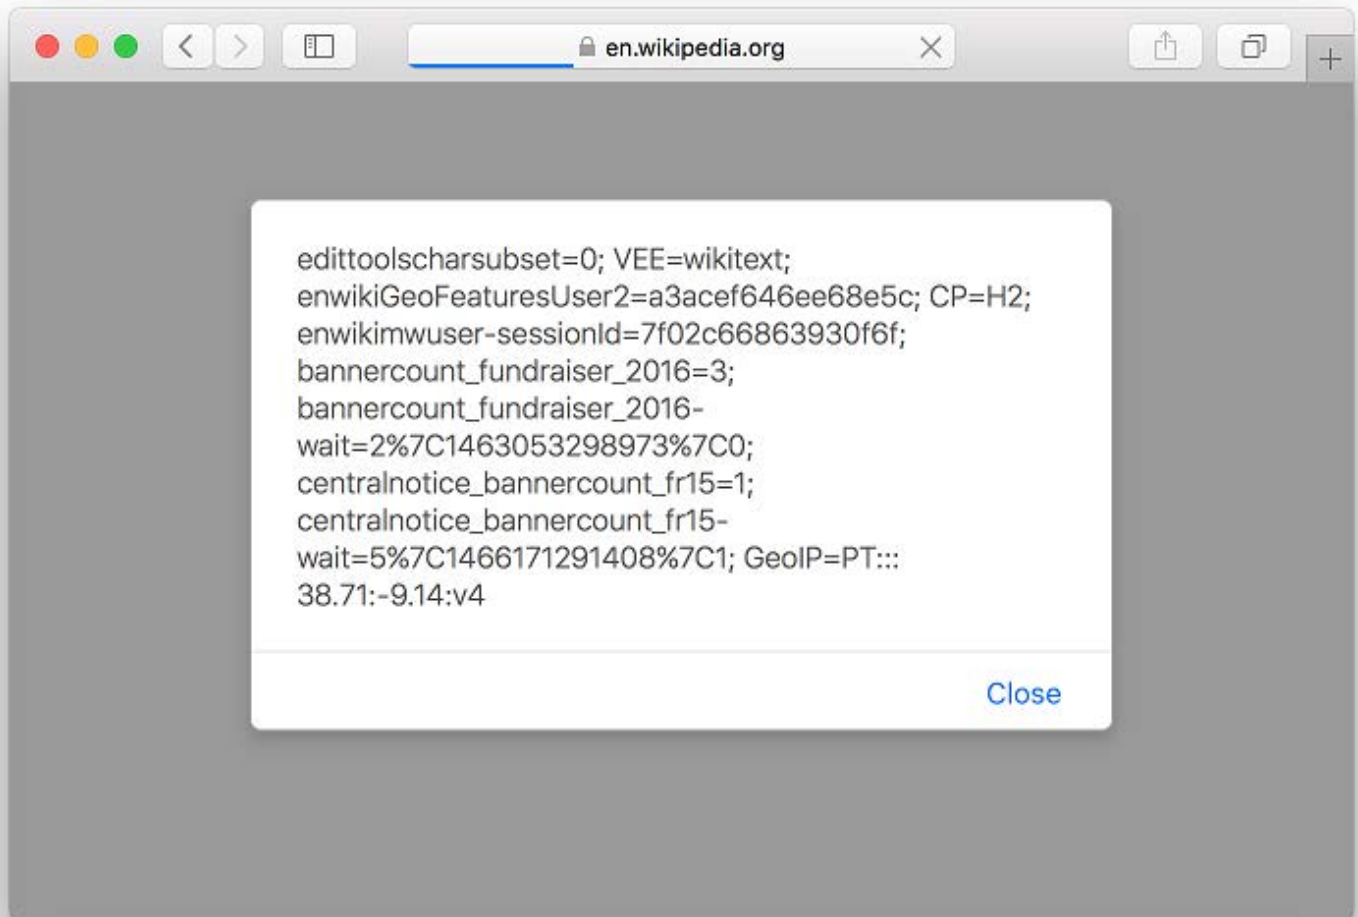 en.wikipedia.org
edittoolscharsubset=0; VEE=wikitext;
enwikiGeoFeaturesUser2=a3acef646ee68e5c; CP=H2;
enwikimwuser-sessionId=7f02c66863930f6f;
bannercount_fundraiser_2016=3;
bannercount_fundraiser_2016-
wait=2%7C1463053298973%7C0;
centralnotice_bannercount_fr15=1;
centralnotice_bannercount_fr15-
wait=5%7C1466171291408%7C1; GeoIP=PT:::
38.71:-9.14:v4
Close